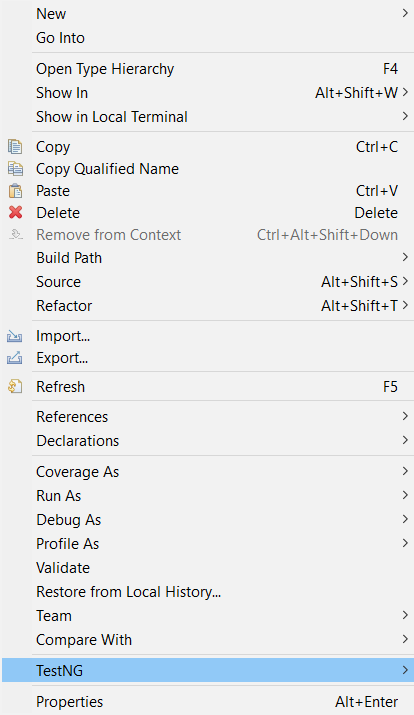 New
Go Into
Open Type Hierarchy F4
Show In Alt+Shift+W
Show in Local Terminal
Copy Ctrl+C
Copy Qualified Name
Paste Ctrl+V
Delete Delete
Remove from Context Ctrl+Alt+Shift+Down
Build Path
Source Alt+Shift+S
Refactor Alt+Shift+T
Import...
Export...
Refresh F5
References
Declarations
Coverage As
Run As
Debug As
Profile As
Validate
Restore from Local History...
Team
Compare With
TestNG
Properties Alt+Enter